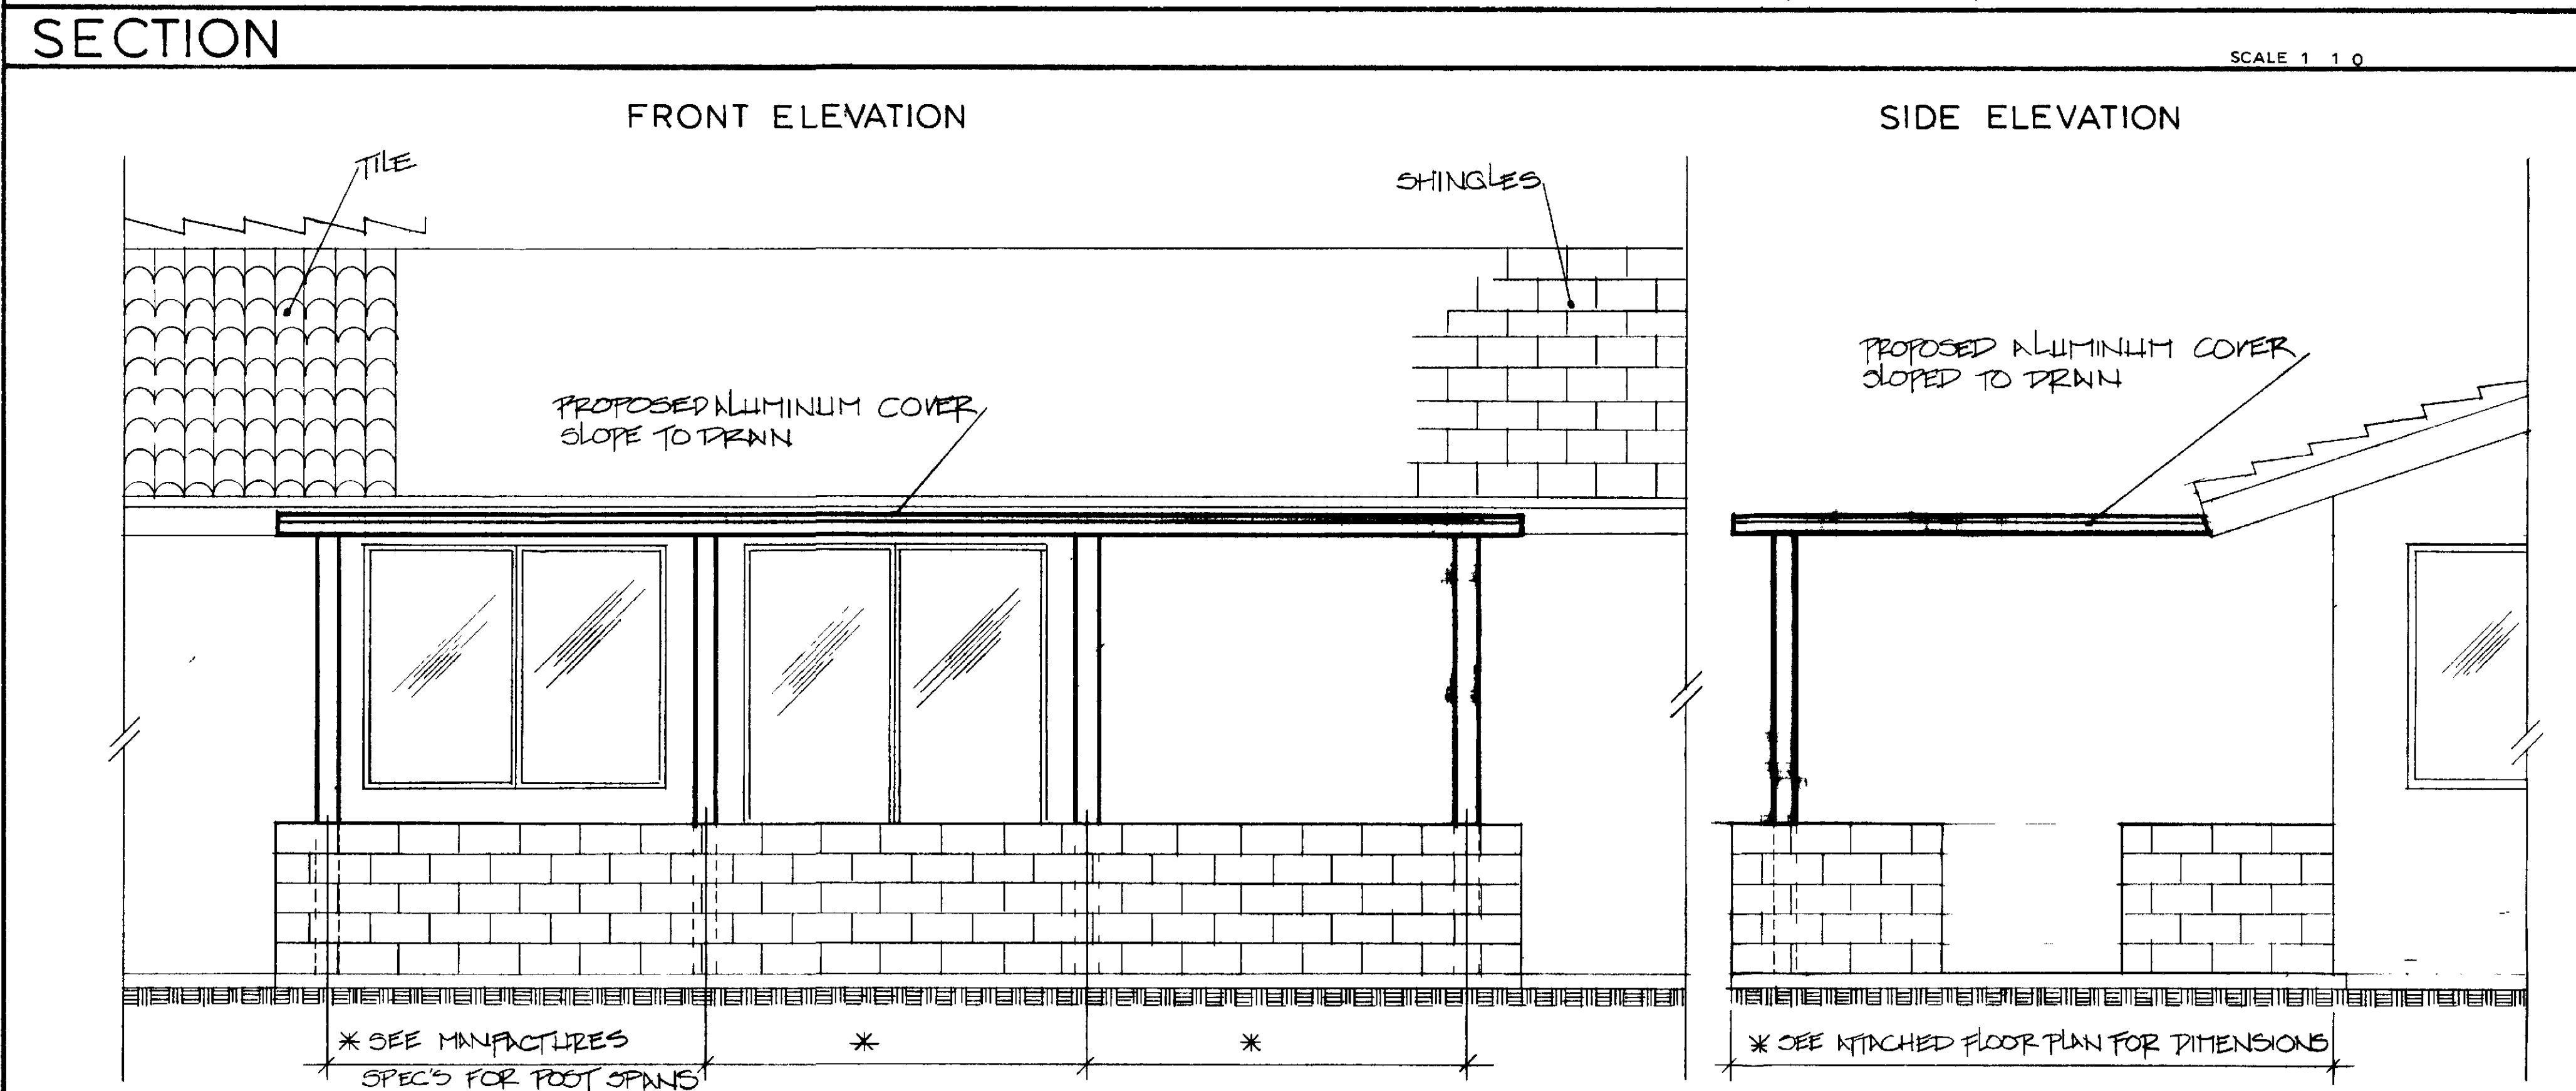 SECTION
SCALE 1 1 0
FRONT ELEVATION
SIDE ELEVATION
TILE
SHINGLES
PROPOSED ALUMINUM COVER
SLOPE TO DRAIN
PROPOSED ALUMINUM COVER
SLOPED TO DRAIN
* SEE MANFACTURES
SPEC'S FOR POST SPANS
*
*
* SEE ATTACHED FLOOR PLAN FOR DIMENSIONS